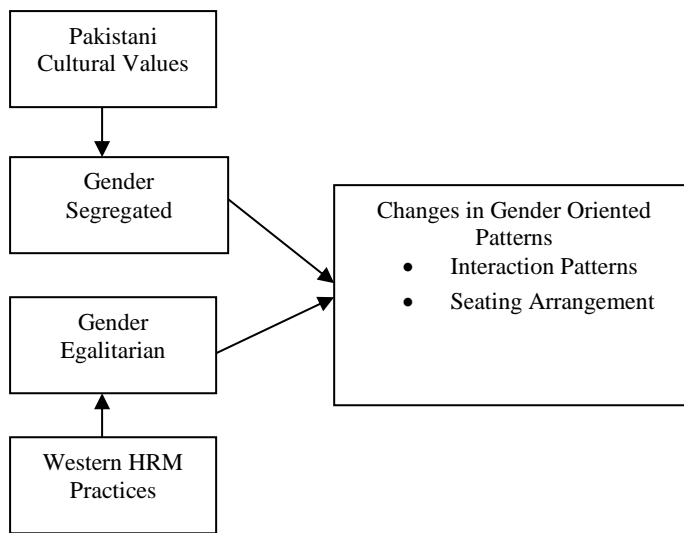 Pakistani
Cultural Values
Gender
Segregated
Changes in Gender Oriented
Patterns
• Interaction Patterns
• Seating Arrangement
Gender
Egalitarian
Western HRM
Practices